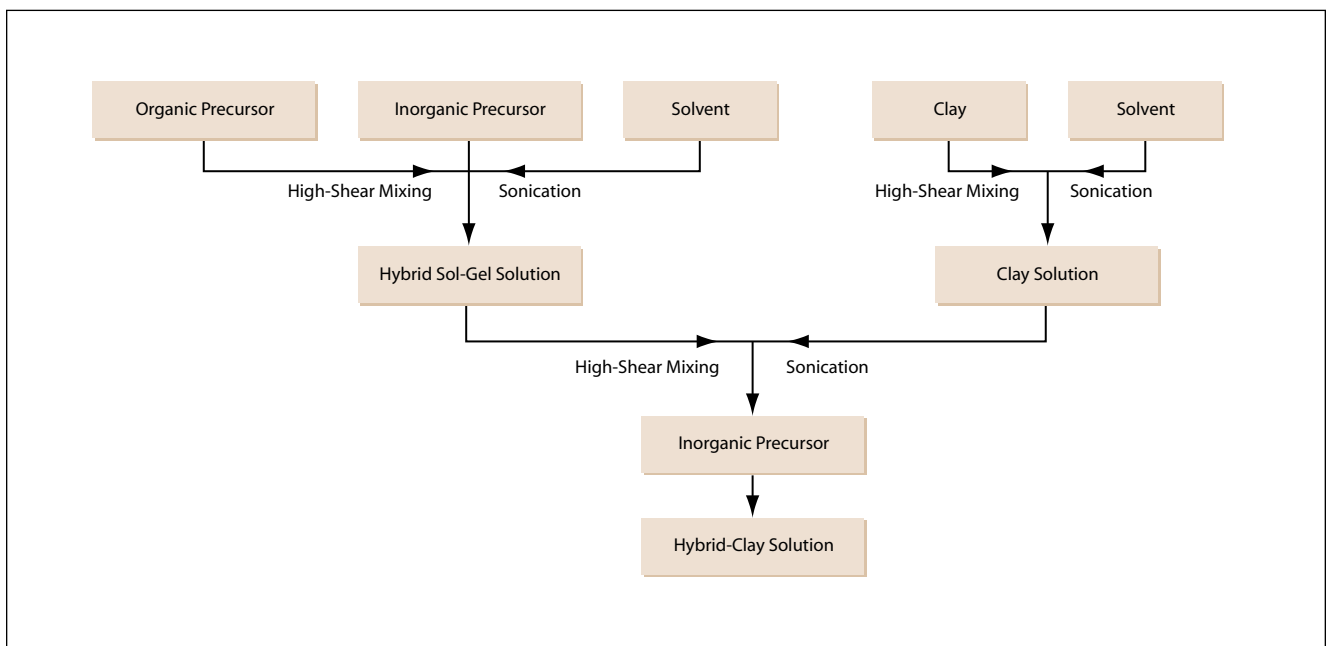 Organic Precursor
Inorganic Precursor
Solvent
Clay
Solvent
High-Shear Mixing
Sonication
High-Shear Mixing
Sonication
Hybrid Sol-Gel Solution
Clay Solution
High-Shear Mixing
Sonication
Inorganic Precursor
Hybrid-Clay Solution